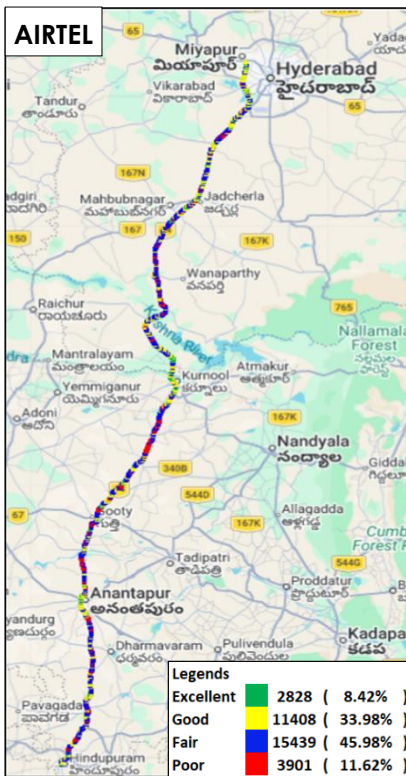 AIRTEL
65
Miyapur
మియాపూర్
Hyderabad
హైదరాబాద్
Vikarabad
వికారాబాద్
Tandur
తాండూరు
65
167N
Mahbubnagar
మహబూబ్‌నగర్
Jadcherla
జడ్చర్ల
167
150
167K
Wanaparthy
వనపర్తి
Raichur
రాయచూరు
765
Krishna River
Nallamala
Forest
Mantralayam
మంత్రాలయం
Kurnool
కర్నూలు
Atmakur
ఆత్మకూర్
Yemmiganur
యెమ్మిగనూరు
Adoni
ఆదోని
167K
Nandyala
నంద్యాల
340B
544D
67
Gooty
గుత్తి
Allagadda
ఆళ్లగడ్డ
167K
Tadipatri
తాడిపత్రి
544G
Proddatur
ప్రొద్దుటూర్
Anantapur
అనంతపురం
Kadapa
కడప
Dharmavaram
ధర్మవరం
Pulivendula
పులివెందుల
Pavagada
పావగడ
Hindupuram
హిందూపురం
Legends
Excellent 2828 ( 8.42% )
Good 11408 ( 33.98% )
Fair 15439 ( 45.98% )
Poor 3901 ( 11.62% )